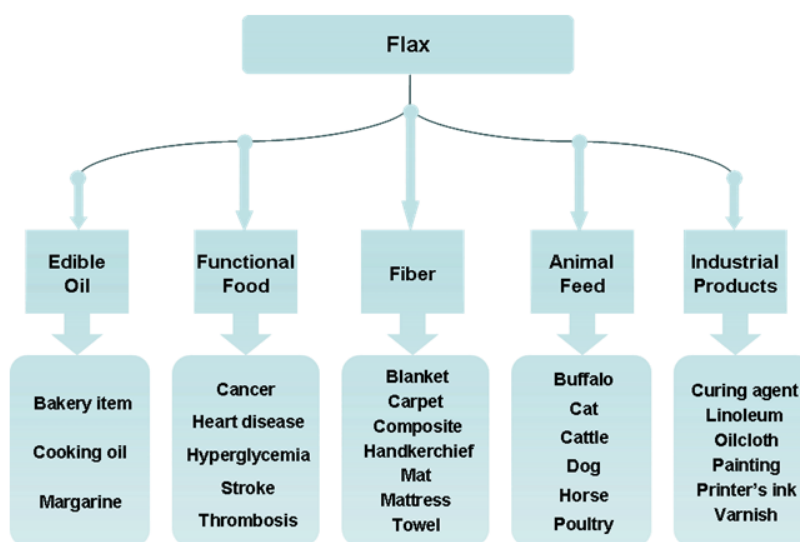 Flax
Edible
Oil
Functional
Food
Fiber
Animal
Feed
Industrial
Products
Bakery item
Cooking oil
Margarine
Cancer
Heart disease
Hyperglycemia
Stroke
Thrombosis
Blanket
Carpet
Composite
Handkerchief
Mat
Mattress
Towel
Buffalo
Cat
Cattle
Dog
Horse
Poultry
Curing agent
Linoleum
Oilcloth
Painting
Printer's ink
Varnish